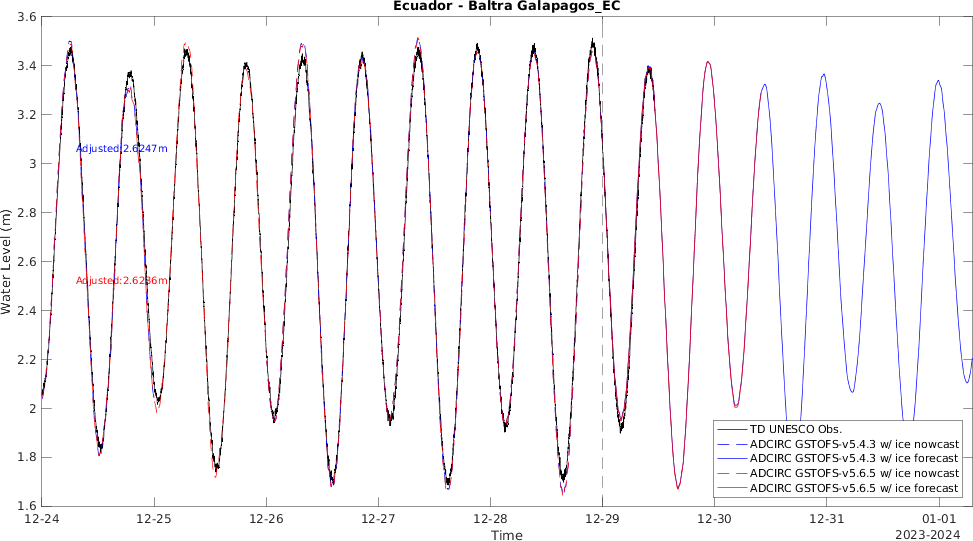 Ecuador - Baltra Galapagos_EC
3.6
3.4
3.2
3
2.8
2.6
2.4
2.2
2
1.8
1.6
Water Level (m)
Adjusted:2.6247m
Adjusted:2.6286m
TD UNESCO Obs.
ADCIRC GSTOFS-v5.4.3 w/ ice nowcast
ADCIRC GSTOFS-v5.4.3 w/ ice forecast
ADCIRC GSTOFS-v5.6.5 w/ ice nowcast
ADCIRC GSTOFS-v5.6.5 w/ ice forecast
12-24 12-25 12-26 12-27 12-28 12-29 12-30 12-31 01-01
Time
2023-2024